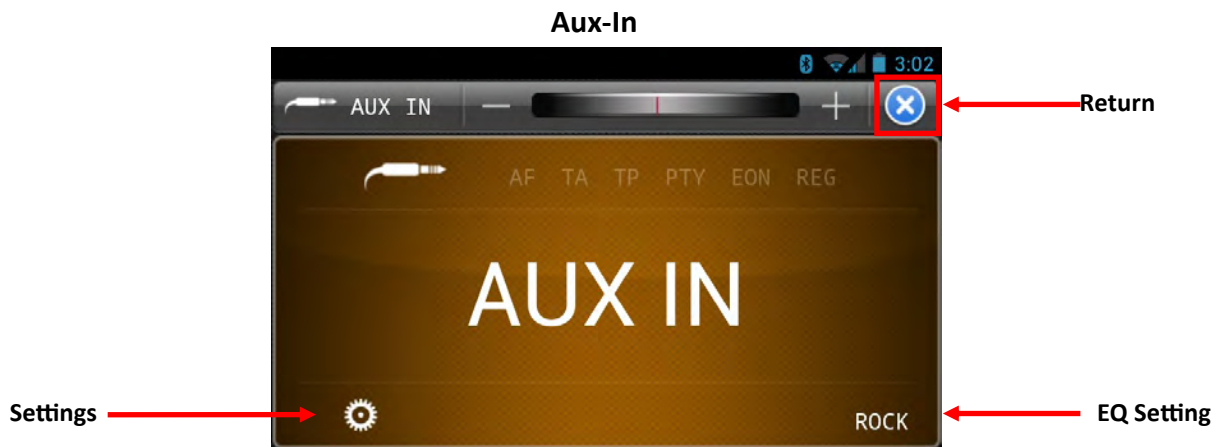 Aux-In
3:02
AUX IN
Return
AF TA TP PTY EON REG
AUX IN
Settings
ROCK
EQ Setting